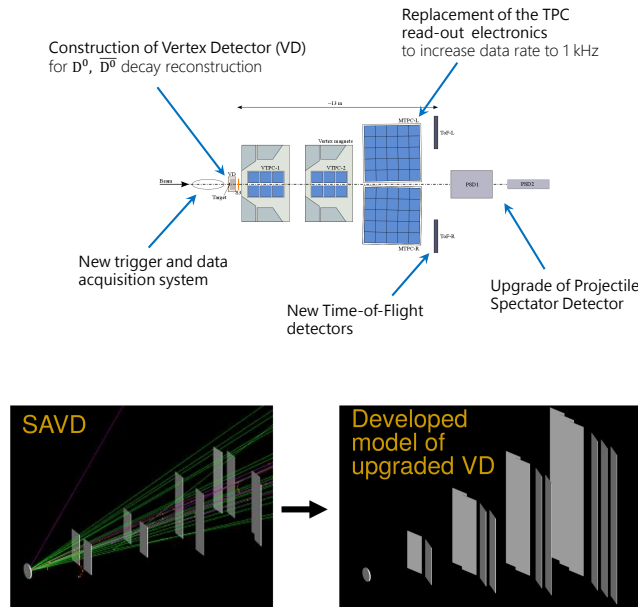 Replacement of the TPC
read-out electronics
to increase data rate to 1 kHz
Construction of Vertex Detector (VD)
for D⁰, D̅⁰ decay reconstruction
~13 m
MTPC-L
ToF-L
Vertex magnets
VD
VTPC-1
VTPC-2
Beam
Target
PSD1
PSD2
ToF-R
MTPC-R
New trigger and data
acquisition system
New Time-of-Flight
detectors
Upgrade of Projectile
Spectator Detector
SAVD
Developed
model of
upgraded VD